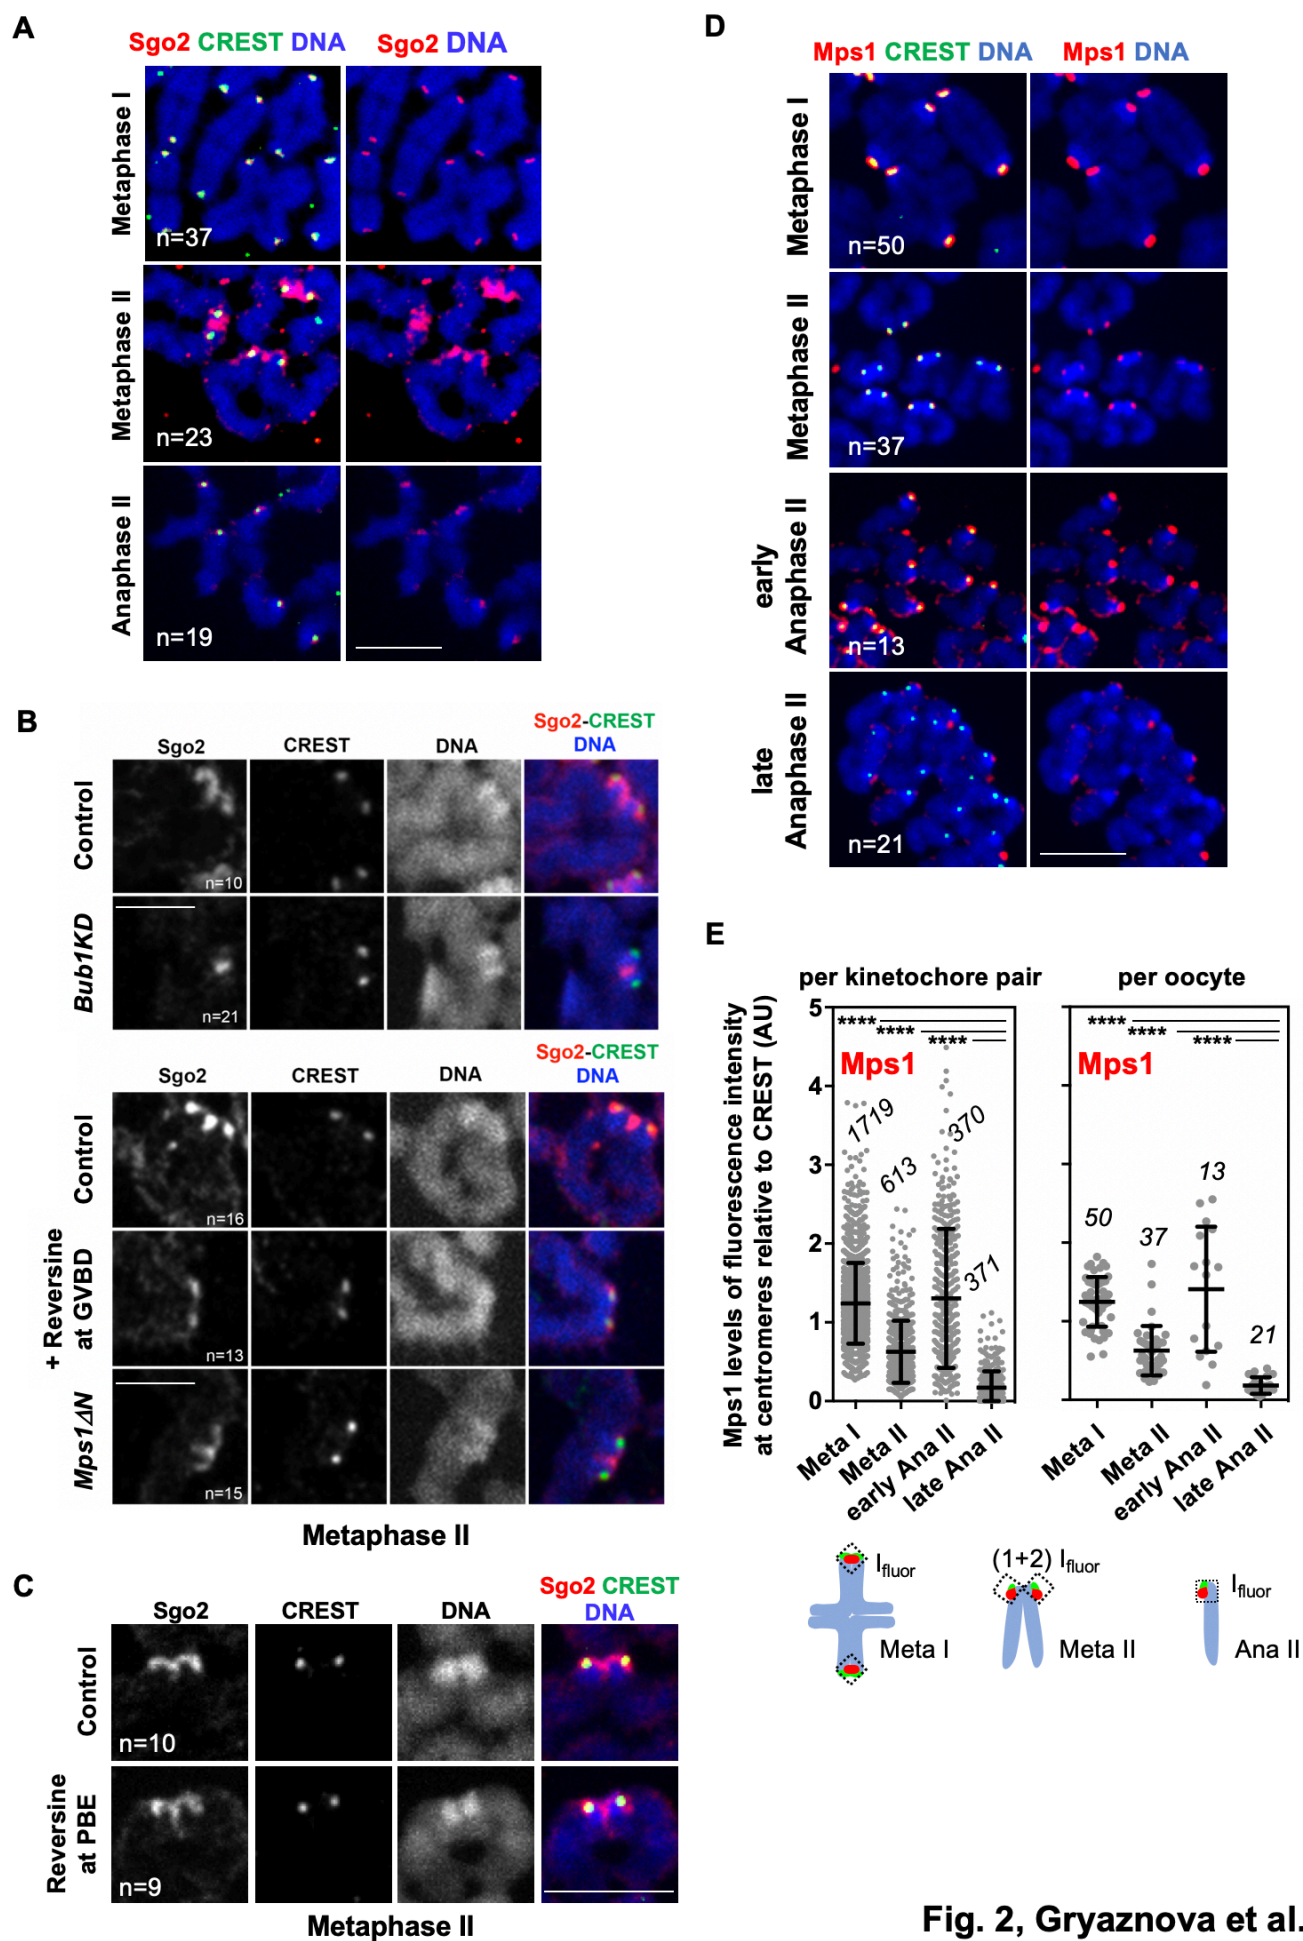 A
Sgo2 CREST DNA
Sgo2 DNA
Metaphase I
n=37
Metaphase II
n=23
Anaphase II
n=19
B
Sgo2
CREST
DNA
Sgo2-CREST
DNA
Control
n=10
Bub1KD
n=21
Sgo2
CREST
DNA
Sgo2-CREST
DNA
Control
n=16
+ Reversine
at GVBD
n=13
Mps1ΔN
n=15
Metaphase II
C
Sgo2
CREST
DNA
Sgo2 CREST
DNA
Control
n=10
Reversine
at PBE
n=9
Metaphase II
D
Mps1 CREST DNA
Mps1 DNA
Metaphase I
n=50
Metaphase II
n=37
early
Anaphase II
n=13
late
Anaphase II
n=21
E
per kinetochore pair
per oocyte
Mps1 levels of fluorescence intensity
at centromeres relative to CREST (AU)
5
4
3
2
1
0
****
****
****
Mps1
1719
613
370
371
Meta I
Meta II
early Ana II
late Ana II
****
****
****
Mps1
50
37
13
21
Meta I
Meta II
early Ana II
late Ana II
Ifluor
Meta I
(1+2) Ifluor
Meta II
Ifluor
Ana II
Fig. 2, Gryaznova et al.